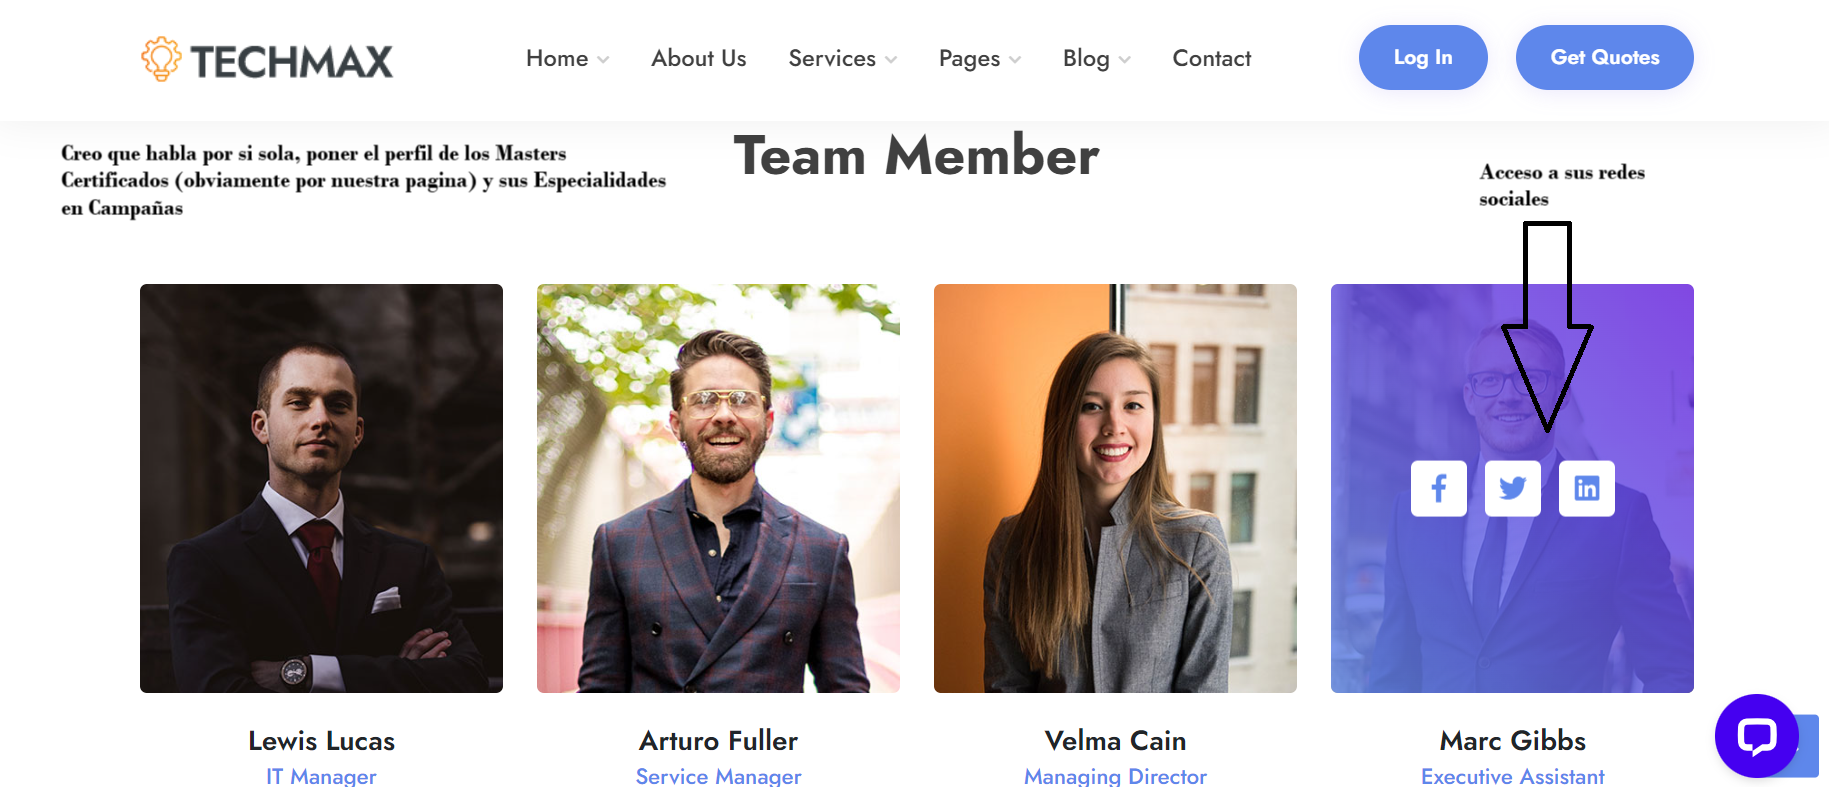 TECHMAX
Home
About Us
Services
Pages
Blog
Contact
Log In
Get Quotes
Team Member
Creo que habla por si sola, poner el perfil de los Masters
Certificados (obviamente por nuestra pagina) y sus Especialidades
en Campañas
Acceso a sus redes
sociales
Lewis Lucas
IT Manager
Arturo Fuller
Service Manager
Velma Cain
Managing Director
Marc Gibbs
Executive Assistant